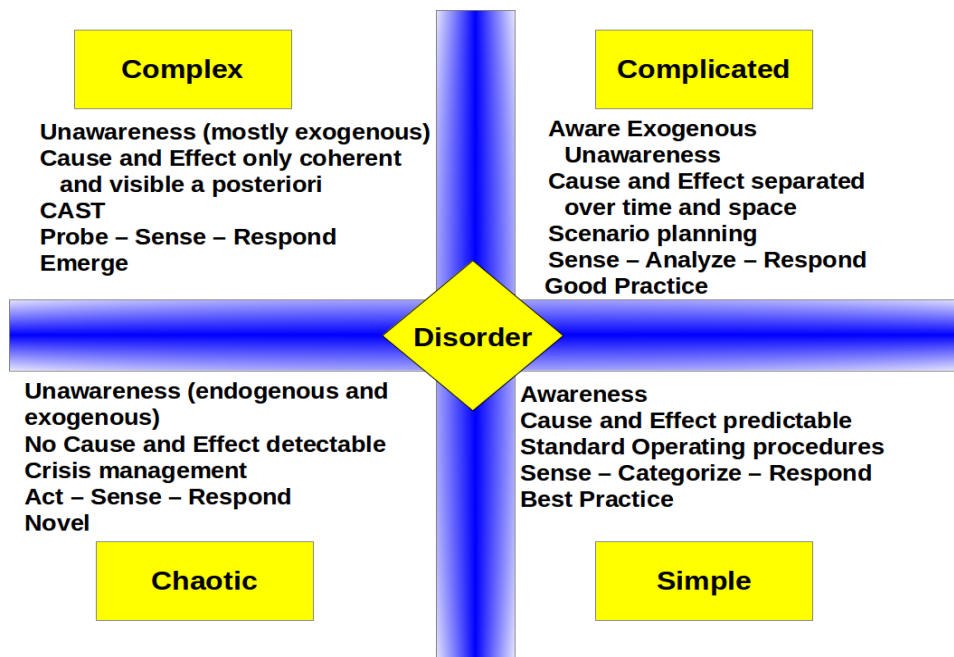 Complex
Unawareness (mostly exogenous)
Cause and Effect only coherent
and visible a posteriori
CAST
Probe – Sense – Respond
Emerge
Complicated
Aware Exogenous
Unawareness
Cause and Effect separated
over time and space
Scenario planning
Sense – Analyze – Respond
Good Practice
Disorder
Unawareness (endogenous and
exogenous)
No Cause and Effect detectable
Crisis management
Act – Sense – Respond
Novel
Chaotic
Awareness
Cause and Effect predictable
Standard Operating procedures
Sense – Categorize – Respond
Best Practice
Simple